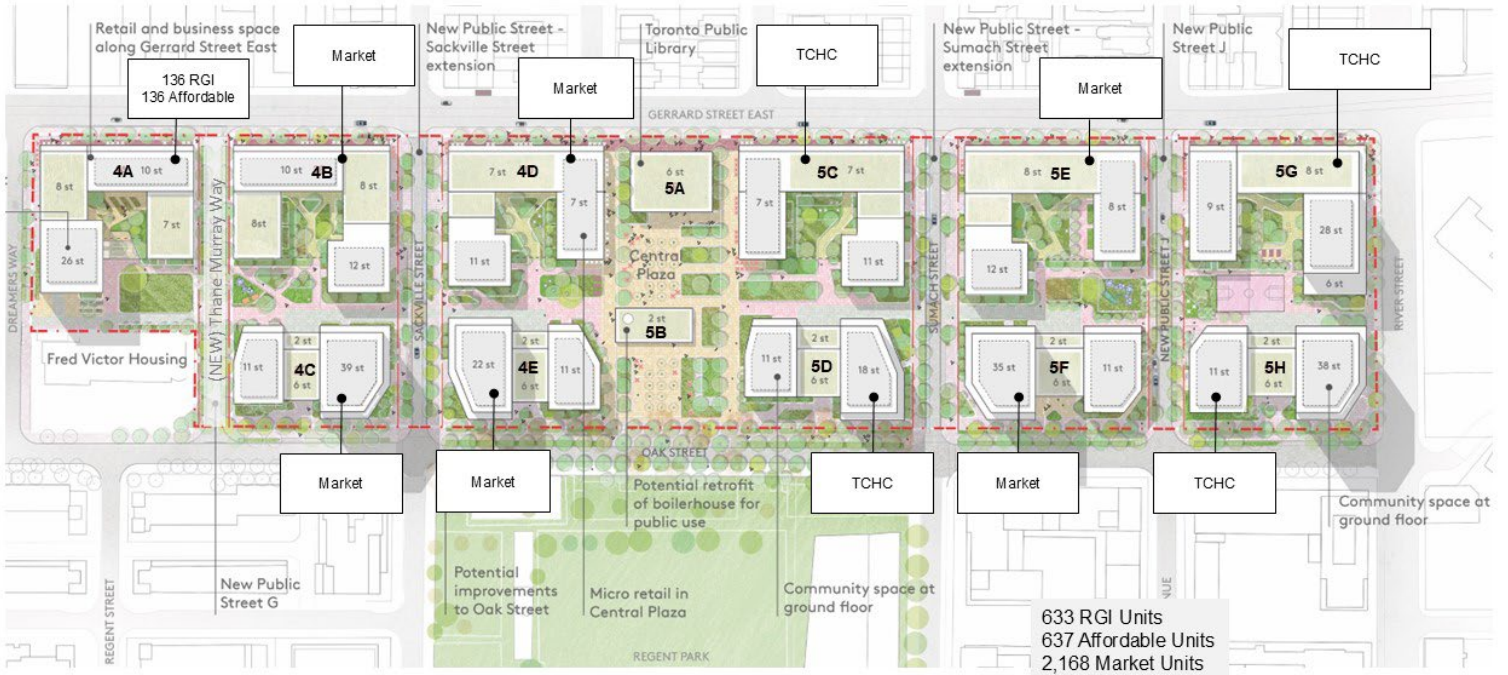 Retail and business space
along Gerrard Street East
136 RGI
136 Affordable
Market
New Public Street -
Sackville Street
extension
Market
Toronto Public
Library
TCHC
New Public Street -
Sumach Street
extension
Market
New Public
Street J
TCHC
GERRARD STREET EAST
8 st
4A
10 st
7 st
26 st
10 st
4B
8 st
8st
12 st
7 st
4D
7 st
11 st
6 st
5A
5C
7 st
7 st
11 st
8 st
5E
8 st
12 st
5G
8 st
9 st
28 st
6 st
DREAMERS WAY
(NEW) Thane Murray Way
SACKVILLE STREET
Central
Plaza
SUMACH STREET
NEW PUBLIC STREET J
RIVER STREET
Fred Victor Housing
11 st
2 st
4C
6 st
39 st
22 st
2 st
4E
6 st
11 st
2 st
5B
11 st
2 st
5D
6 st
18 st
35 st
2 st
5F
6 st
11 st
11 st
2 st
5H
6 st
38 st
OAK STREET
Market
Market
Potential retrofit
of boilerhouse for
public use
TCHC
Market
TCHC
Community space at
ground floor
REGENT STREET
New Public
Street G
Potential
improvements
to Oak Street
Micro retail in
Central Plaza
Community space at
ground floor
NUE
REGENT PARK
633 RGI Units
637 Affordable Units
2,168 Market Units